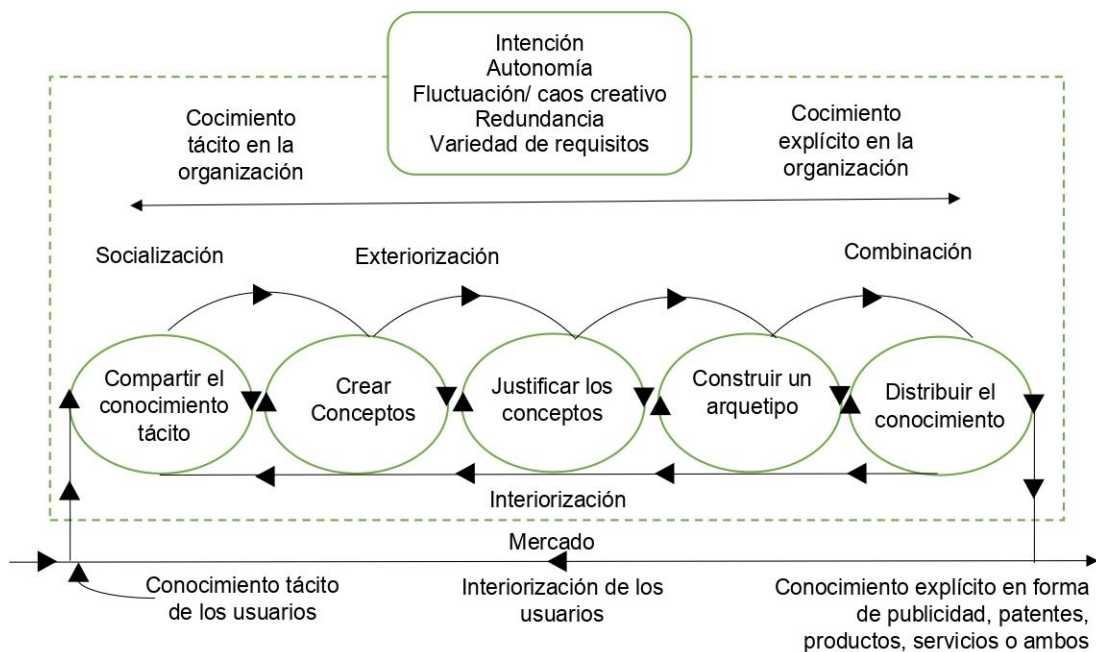 Intención
Autonomía
Fluctuación/ caos creativo
Redundancia
Variedad de requisitos
Cocimiento
tácito en la
organización
Cocimiento
explícito en la
organización
Socialización
Exteriorización
Combinación
Compartir el
conocimiento
tácito
Crear
Conceptos
Justificar los
conceptos
Construir un
arquetipo
Distribuir el
conocimiento
Interiorización
Mercado
Conocimiento tácito
de los usuarios
Interiorización de los
usuarios
Conocimiento explícito en forma
de publicidad, patentes,
productos, servicios o ambos